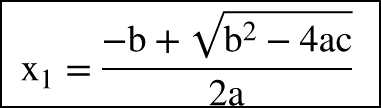 x₁ = (-b + √(b² - 4ac)) / 2a